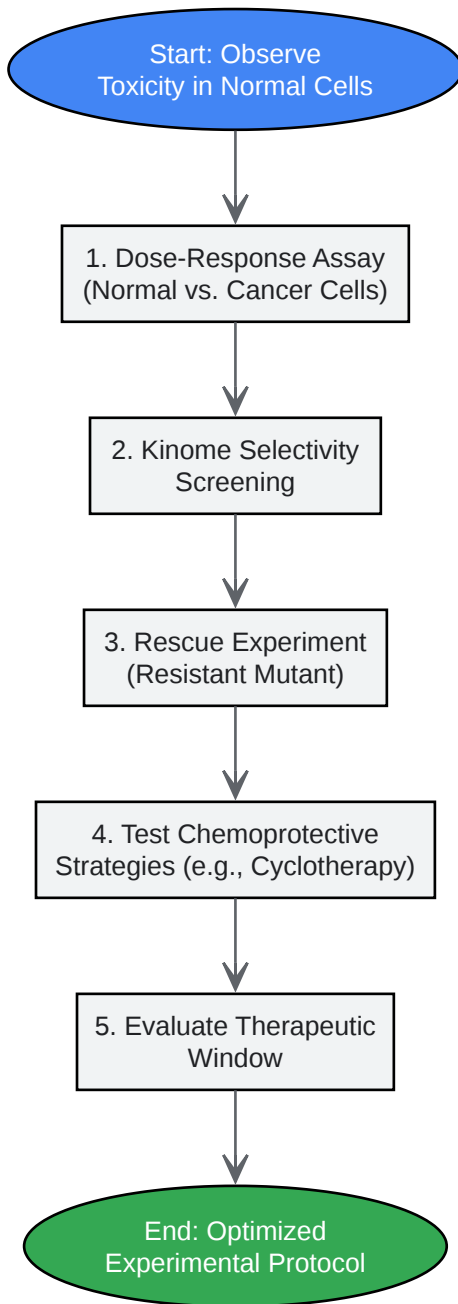 Start: Observe
Toxicity in Normal Cells
1. Dose-Response Assay
(Normal vs. Cancer Cells)
2. Kinome Selectivity
Screening
3. Rescue Experiment
(Resistant Mutant)
4. Test Chemoprotective
Strategies (e.g., Cyclotherapy)
5. Evaluate Therapeutic
Window
End: Optimized
Experimental Protocol